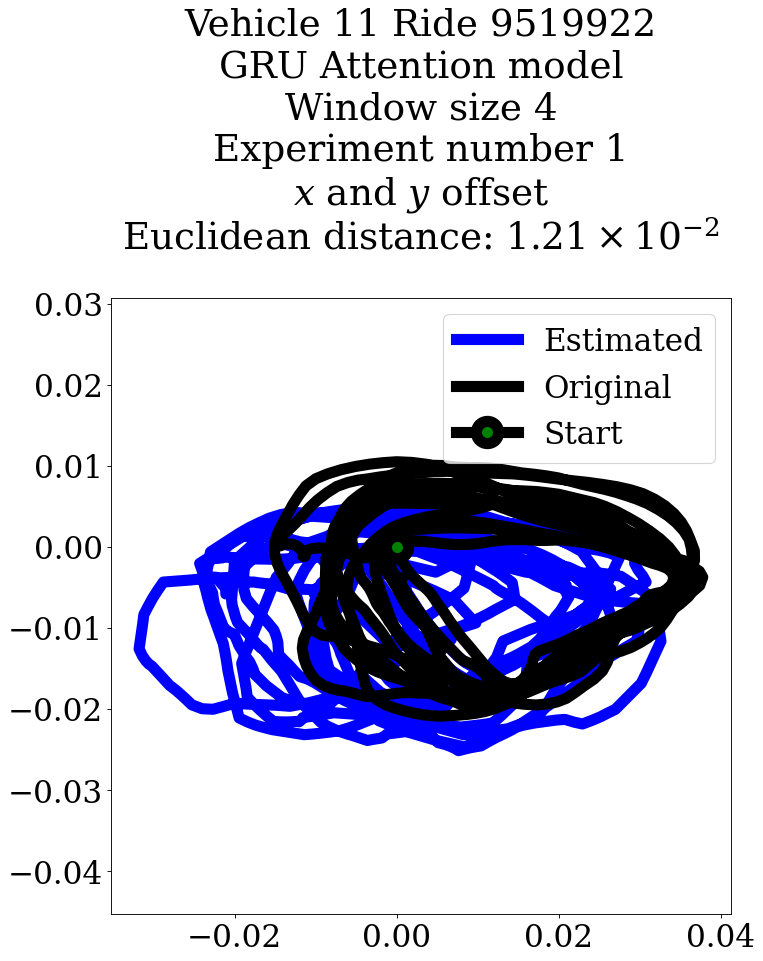 Vehicle 11 Ride 9519922
GRU Attention model
Window size 4
Experiment number 1
x and y offset
Euclidean distance: 1.21 × 10⁻²
0.03
0.02
0.01
0.00
−0.01
−0.02
−0.03
−0.04
Estimated
Original
Start
−0.02 0.00 0.02 0.04